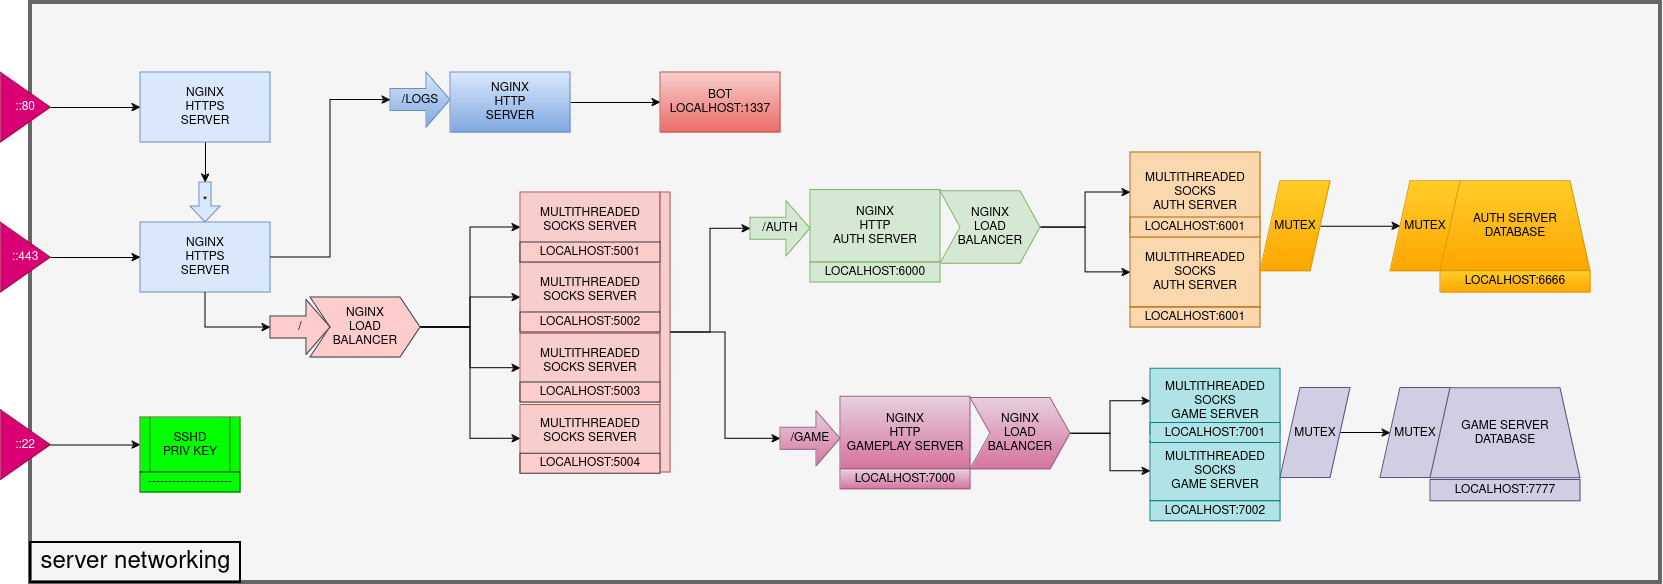 ::80
NGINX
HTTPS
SERVER
/LOGS
NGINX
HTTP
SERVER
BOT
LOCALHOST:1337
*
::443
NGINX
HTTPS
SERVER
/
NGINX
LOAD
BALANCER
::22
SSHD
PRIV KEY
MULTITHREADED
SOCKS SERVER
LOCALHOST:5001
MULTITHREADED
SOCKS SERVER
LOCALHOST:5002
MULTITHREADED
SOCKS SERVER
LOCALHOST:5003
MULTITHREADED
SOCKS SERVER
LOCALHOST:5004
/AUTH
NGINX
HTTP
AUTH SERVER
LOCALHOST:6000
NGINX
LOAD
BALANCER
MULTITHREADED
SOCKS
AUTH SERVER
LOCALHOST:6001
MULTITHREADED
SOCKS
AUTH SERVER
LOCALHOST:6001
MUTEX
MUTEX
AUTH SERVER
DATABASE
LOCALHOST:6666
/GAME
NGINX
HTTP
GAMEPLAY SERVER
LOCALHOST:7000
NGINX
LOAD
BALANCER
MULTITHREADED
SOCKS
GAME SERVER
LOCALHOST:7001
MULTITHREADED
SOCKS
GAME SERVER
LOCALHOST:7002
MUTEX
MUTEX
GAME SERVER
DATABASE
LOCALHOST:7777
server networking